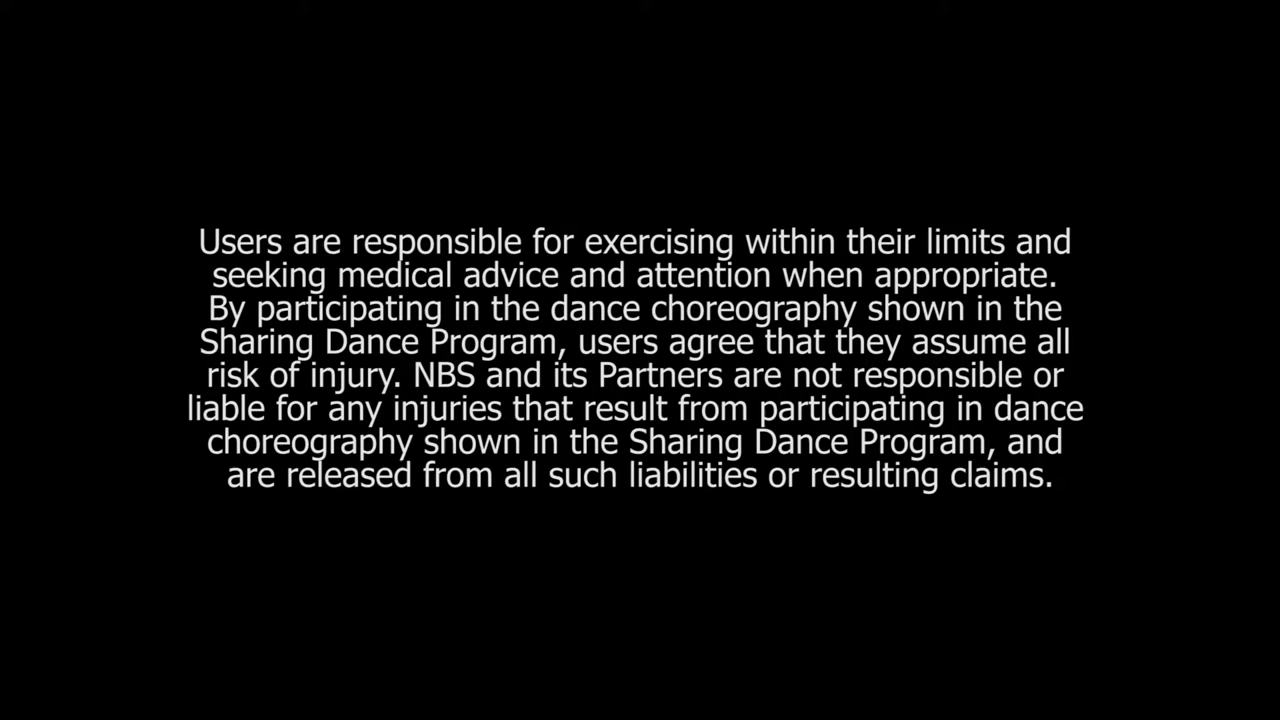 Users are responsible for exercising within their limits and
seeking medical advice and attention when appropriate.
By participating in the dance choreography shown in the
Sharing Dance Program, users agree that they assume all
risk of injury. NBS and its Partners are not responsible or
liable for any injuries that result from participating in dance
choreography shown in the Sharing Dance Program, and
are released from all such liabilities or resulting claims.